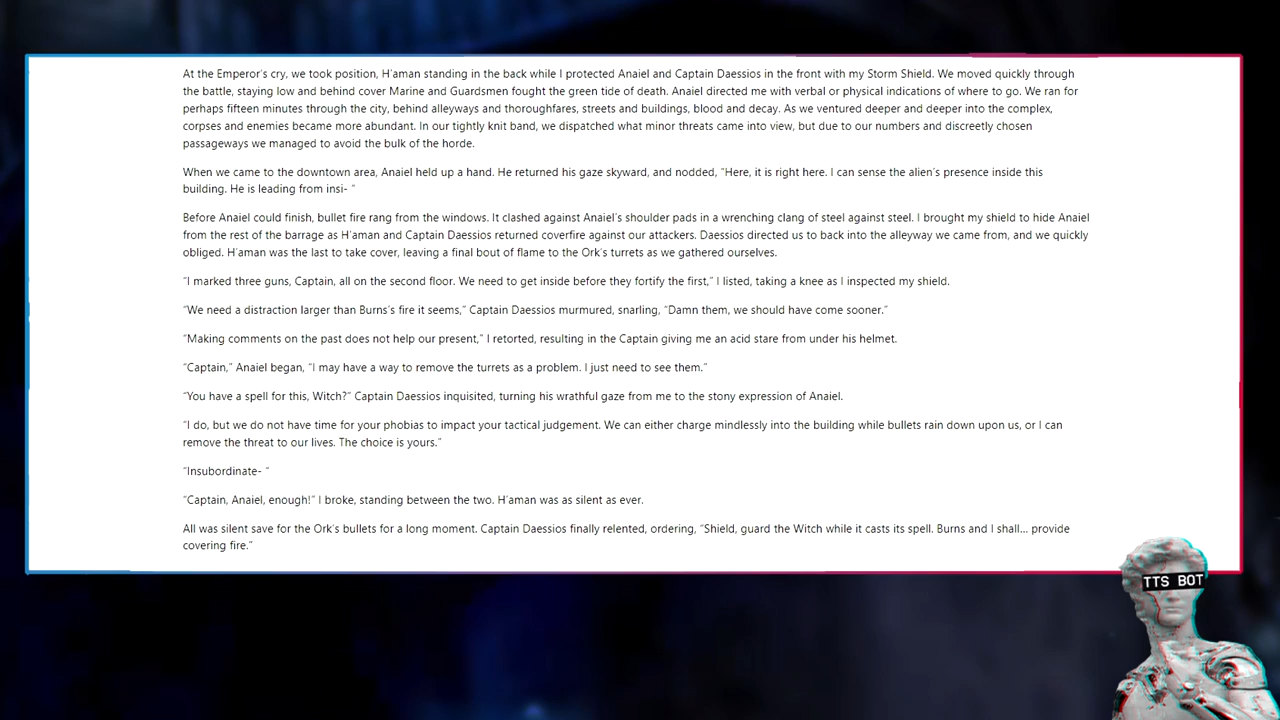 At the Emperor's cry, we took position, H'aman standing in the back while I protected Anaiel and Captain Daessios in the front with my Storm Shield. We moved quickly through
the battle, staying low and behind cover Marine and Guardsmen fought the green tide of death. Anaiel directed me with verbal or physical indications of where to go. We ran for
perhaps fifteen minutes through the city, behind alleyways and thoroughfares, streets and buildings, blood and decay. As we ventured deeper and deeper into the complex,
corpses and enemies became more abundant. In our tightly knit band, we dispatched what minor threats came into view, but due to our numbers and discreetly chosen
passageways we managed to avoid the bulk of the horde.
When we came to the downtown area, Anaiel held up a hand. He returned his gaze skyward, and nodded, "Here, it is right here. I can sense the alien's presence inside this
building. He is leading from insi- "
Before Anaiel could finish, bullet fire rang from the windows. It clashed against Anaiel's shoulder pads in a wrenching clang of steel against steel. I brought my shield to hide Anaiel
from the rest of the barrage as H'aman and Captain Daessios returned coverfire against our attackers. Daessios directed us to back into the alleyway we came from, and we quickly
obliged. H'aman was the last to take cover, leaving a final bout of flame to the Ork's turrets as we gathered ourselves.
"I marked three guns, Captain, all on the second floor. We need to get inside before they fortify the first," I listed, taking a knee as I inspected my shield.
"We need a distraction larger than Burns's fire it seems," Captain Daessios murmured, snarling, "Damn them, we should have come sooner."
"Making comments on the past does not help our present," I retorted, resulting in the Captain giving me an acid stare from under his helmet.
"Captain," Anaiel began, "I may have a way to remove the turrets as a problem. I just need to see them."
"You have a spell for this, Witch?" Captain Daessios inquisited, turning his wrathful gaze from me to the stony expression of Anaiel.
"I do, but we do not have time for your phobias to impact your tactical judgement. We can either charge mindlessly into the building while bullets rain down upon us, or I can
remove the threat to our lives. The choice is yours."
"Insubordinate- "
"Captain, Anaiel, enough!" I broke, standing between the two. H'aman was as silent as ever.
All was silent save for the Ork's bullets for a long moment. Captain Daessios finally relented, ordering, "Shield, guard the Witch while it casts its spell. Burns and I shall... provide
covering fire."
TTS BOT